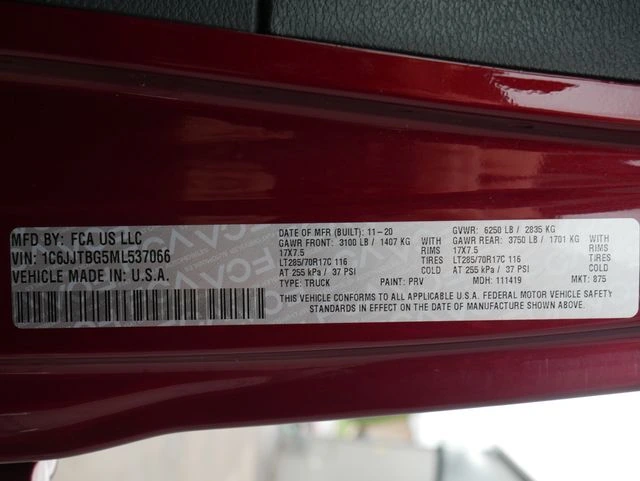 MFD BY: FCA US LLC
VIN: 1C6JJTBG5ML537066
VEHICLE MADE IN U.S.A.
DATE OF MFR (BUILT): 11-20 GVWR: 6250 LB / 2835 KG
GAWR FRONT: 3100 LB / 1407 KG WITH GAWR REAR: 3750 LB / 1701 KG WITH
17X7.5 RIMS 17X7.5 RIMS
LT285/70R17C 116 TIRES LT285/70R17C 116 TIRES
AT 255 kPa / 37 PSI COLD AT 255 kPa / 37 PSI COLD
TYPE: TRUCK PAINT: PRV MDH: 111419 MKT: 875
THIS VEHICLE CONFORMS TO ALL APPLICABLE U.S.A. FEDERAL MOTOR VEHICLE SAFETY
STANDARDS IN EFFECT ON THE DATE OF MANUFACTURE SHOWN ABOVE.